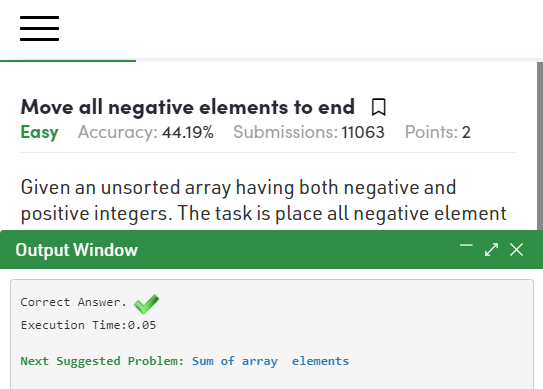 Move all negative elements to end
Easy Accuracy: 44.19% Submissions: 11063 Points: 2
Given an unsorted array having both negative and
positive integers. The task is place all negative element
Output Window
Correct Answer.
Execution Time:0.05
Next Suggested Problem: Sum of array  elements